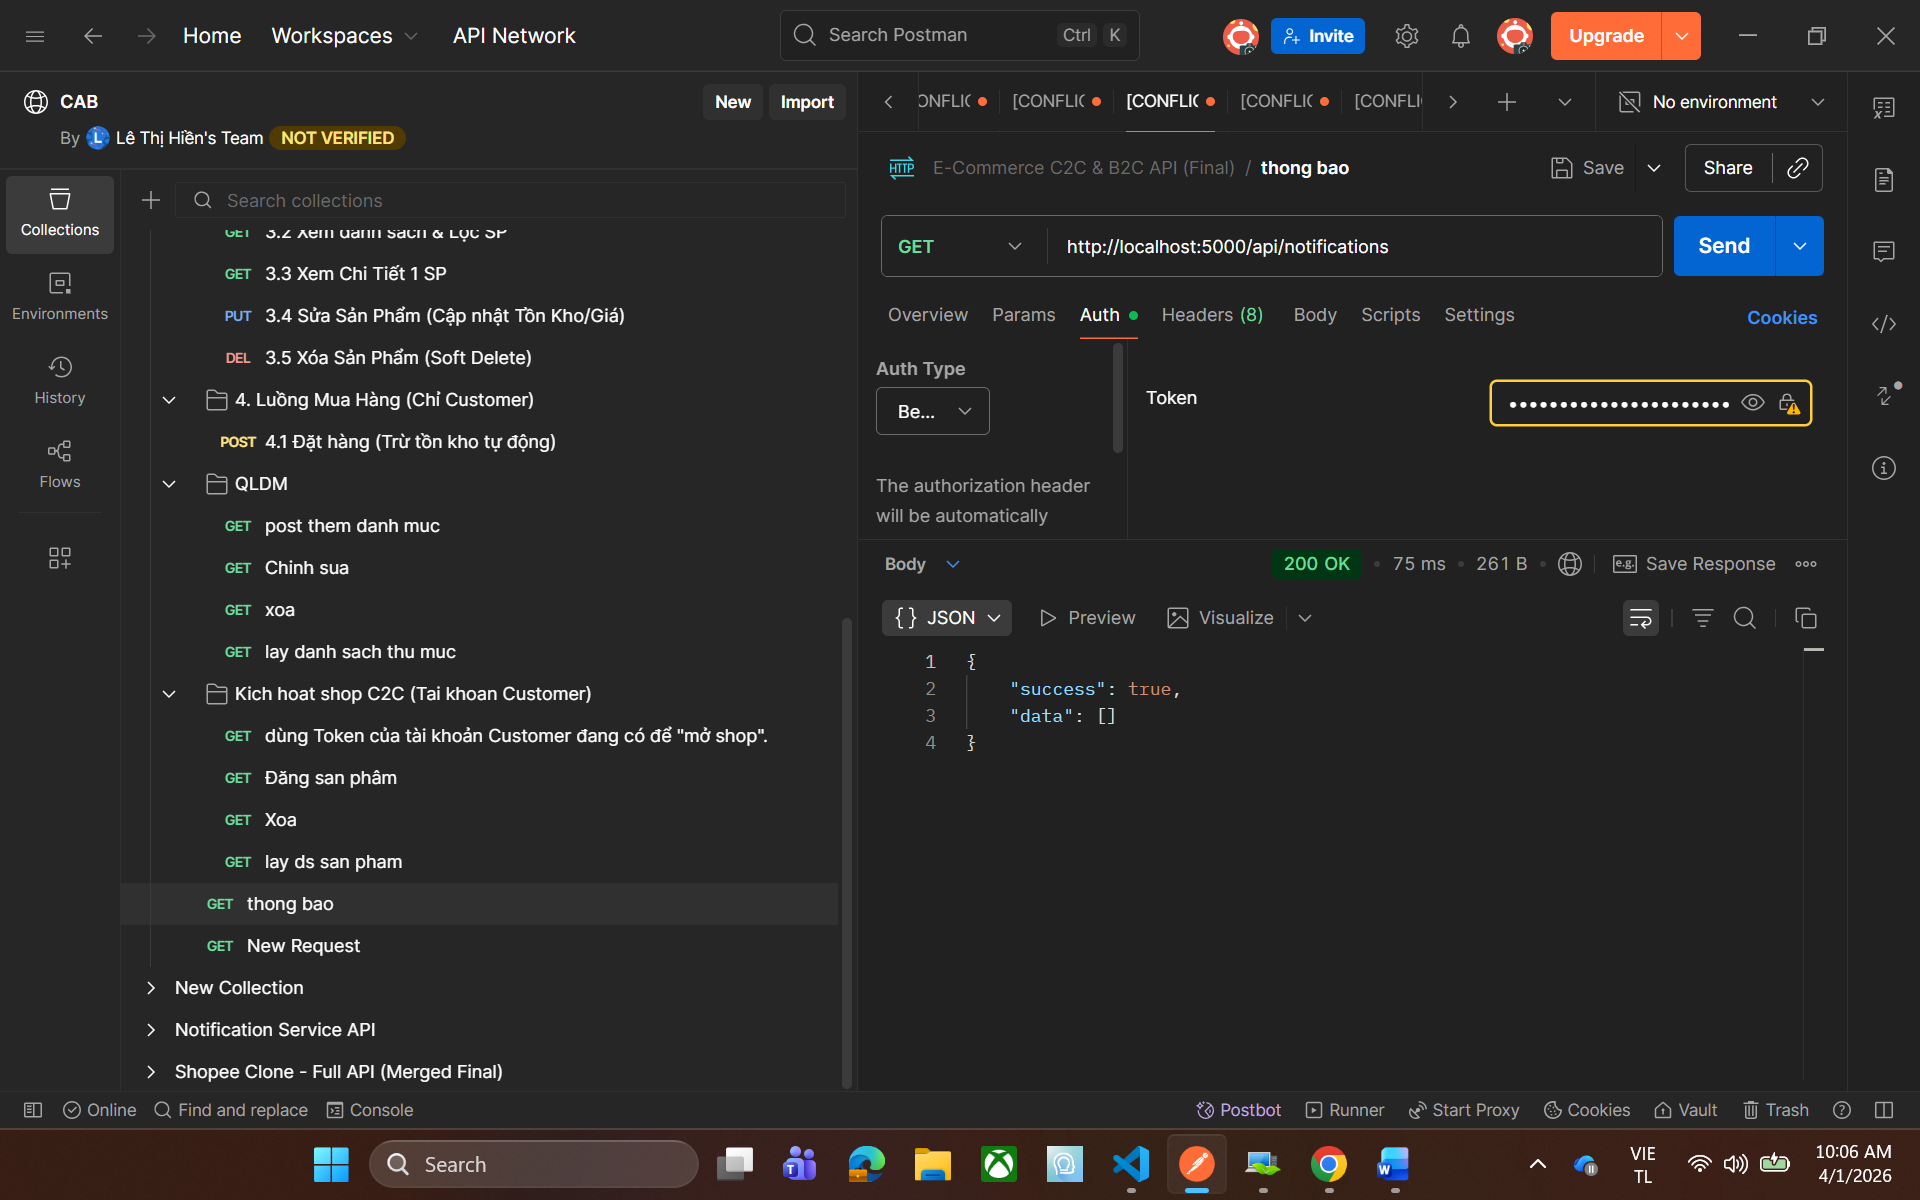 Home
Workspaces
API Network
Search Postman
Ctrl
K
Invite
Upgrade
CAB
New
Import
By
L
Lê Thị Hiền's Team
NOT VERIFIED
Collections
Environments
History
Flows
Search collections
GET 3.2 Xem danh sách & Lọc SP
GET 3.3 Xem Chi Tiết 1 SP
PUT 3.4 Sửa Sản Phẩm (Cập nhật Tồn Kho/Giá)
DEL 3.5 Xóa Sản Phẩm (Soft Delete)
4. Luồng Mua Hàng (Chỉ Customer)
POST 4.1 Đặt hàng (Trừ tồn kho tự động)
QLDM
GET post them danh muc
GET Chinh sua
GET xoa
GET lay danh sach thu muc
Kich hoat shop C2C (Tai khoan Customer)
GET dùng Token của tài khoản Customer đang có để "mở shop".
GET Đăng san phâm
GET Xoa
GET lay ds san pham
GET thong bao
GET New Request
New Collection
Notification Service API
Shopee Clone - Full API (Merged Final)
ONFLIC
[CONFLIC
[CONFLIC
[CONFLIC
[CONFLI
No environment
HTTP
E-Commerce C2C & B2C API (Final) / thong bao
Save
Share
GET
http://localhost:5000/api/notifications
Send
Overview
Params
Auth
Headers (8)
Body
Scripts
Settings
Cookies
Auth Type
Be...
The authorization header
will be automatically
Token
Body
200 OK
75 ms
261 B
e.g.
Save Response
{} JSON
Preview
Visualize
1 {
2 "success": true,
3 "data": []
4 }
Online
Find and replace
Console
Postbot
Runner
Start Proxy
Cookies
Vault
Trash
Search
VIE
TL
10:06 AM
4/1/2026